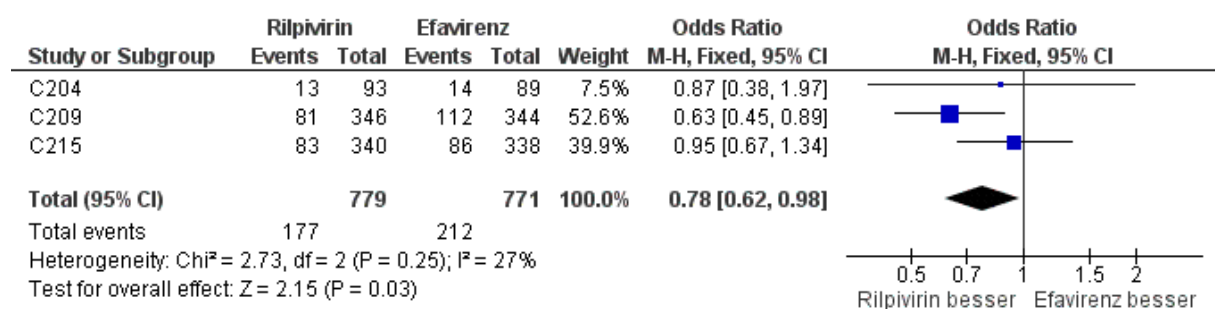 Rilpivirin Efavirenz Odds Ratio Odds Ratio
Study or Subgroup Events Total Events Total Weight M-H, Fixed, 95% CI M-H, Fixed, 95% CI
C204 13 93 14 89 7.5% 0.87 [0.38, 1.97]
C209 81 346 112 344 52.6% 0.63 [0.45, 0.89]
C215 83 340 86 338 39.9% 0.95 [0.67, 1.34]
Total (95% CI) 779 771 100.0% 0.78 [0.62, 0.98]
Total events 177 212
Heterogeneity: Chi² = 2.73, df = 2 (P = 0.25); I² = 27%
Test for overall effect: Z = 2.15 (P = 0.03)
0.5 0.7 1 1.5 2
Rilpivirin besser Efavirenz besser